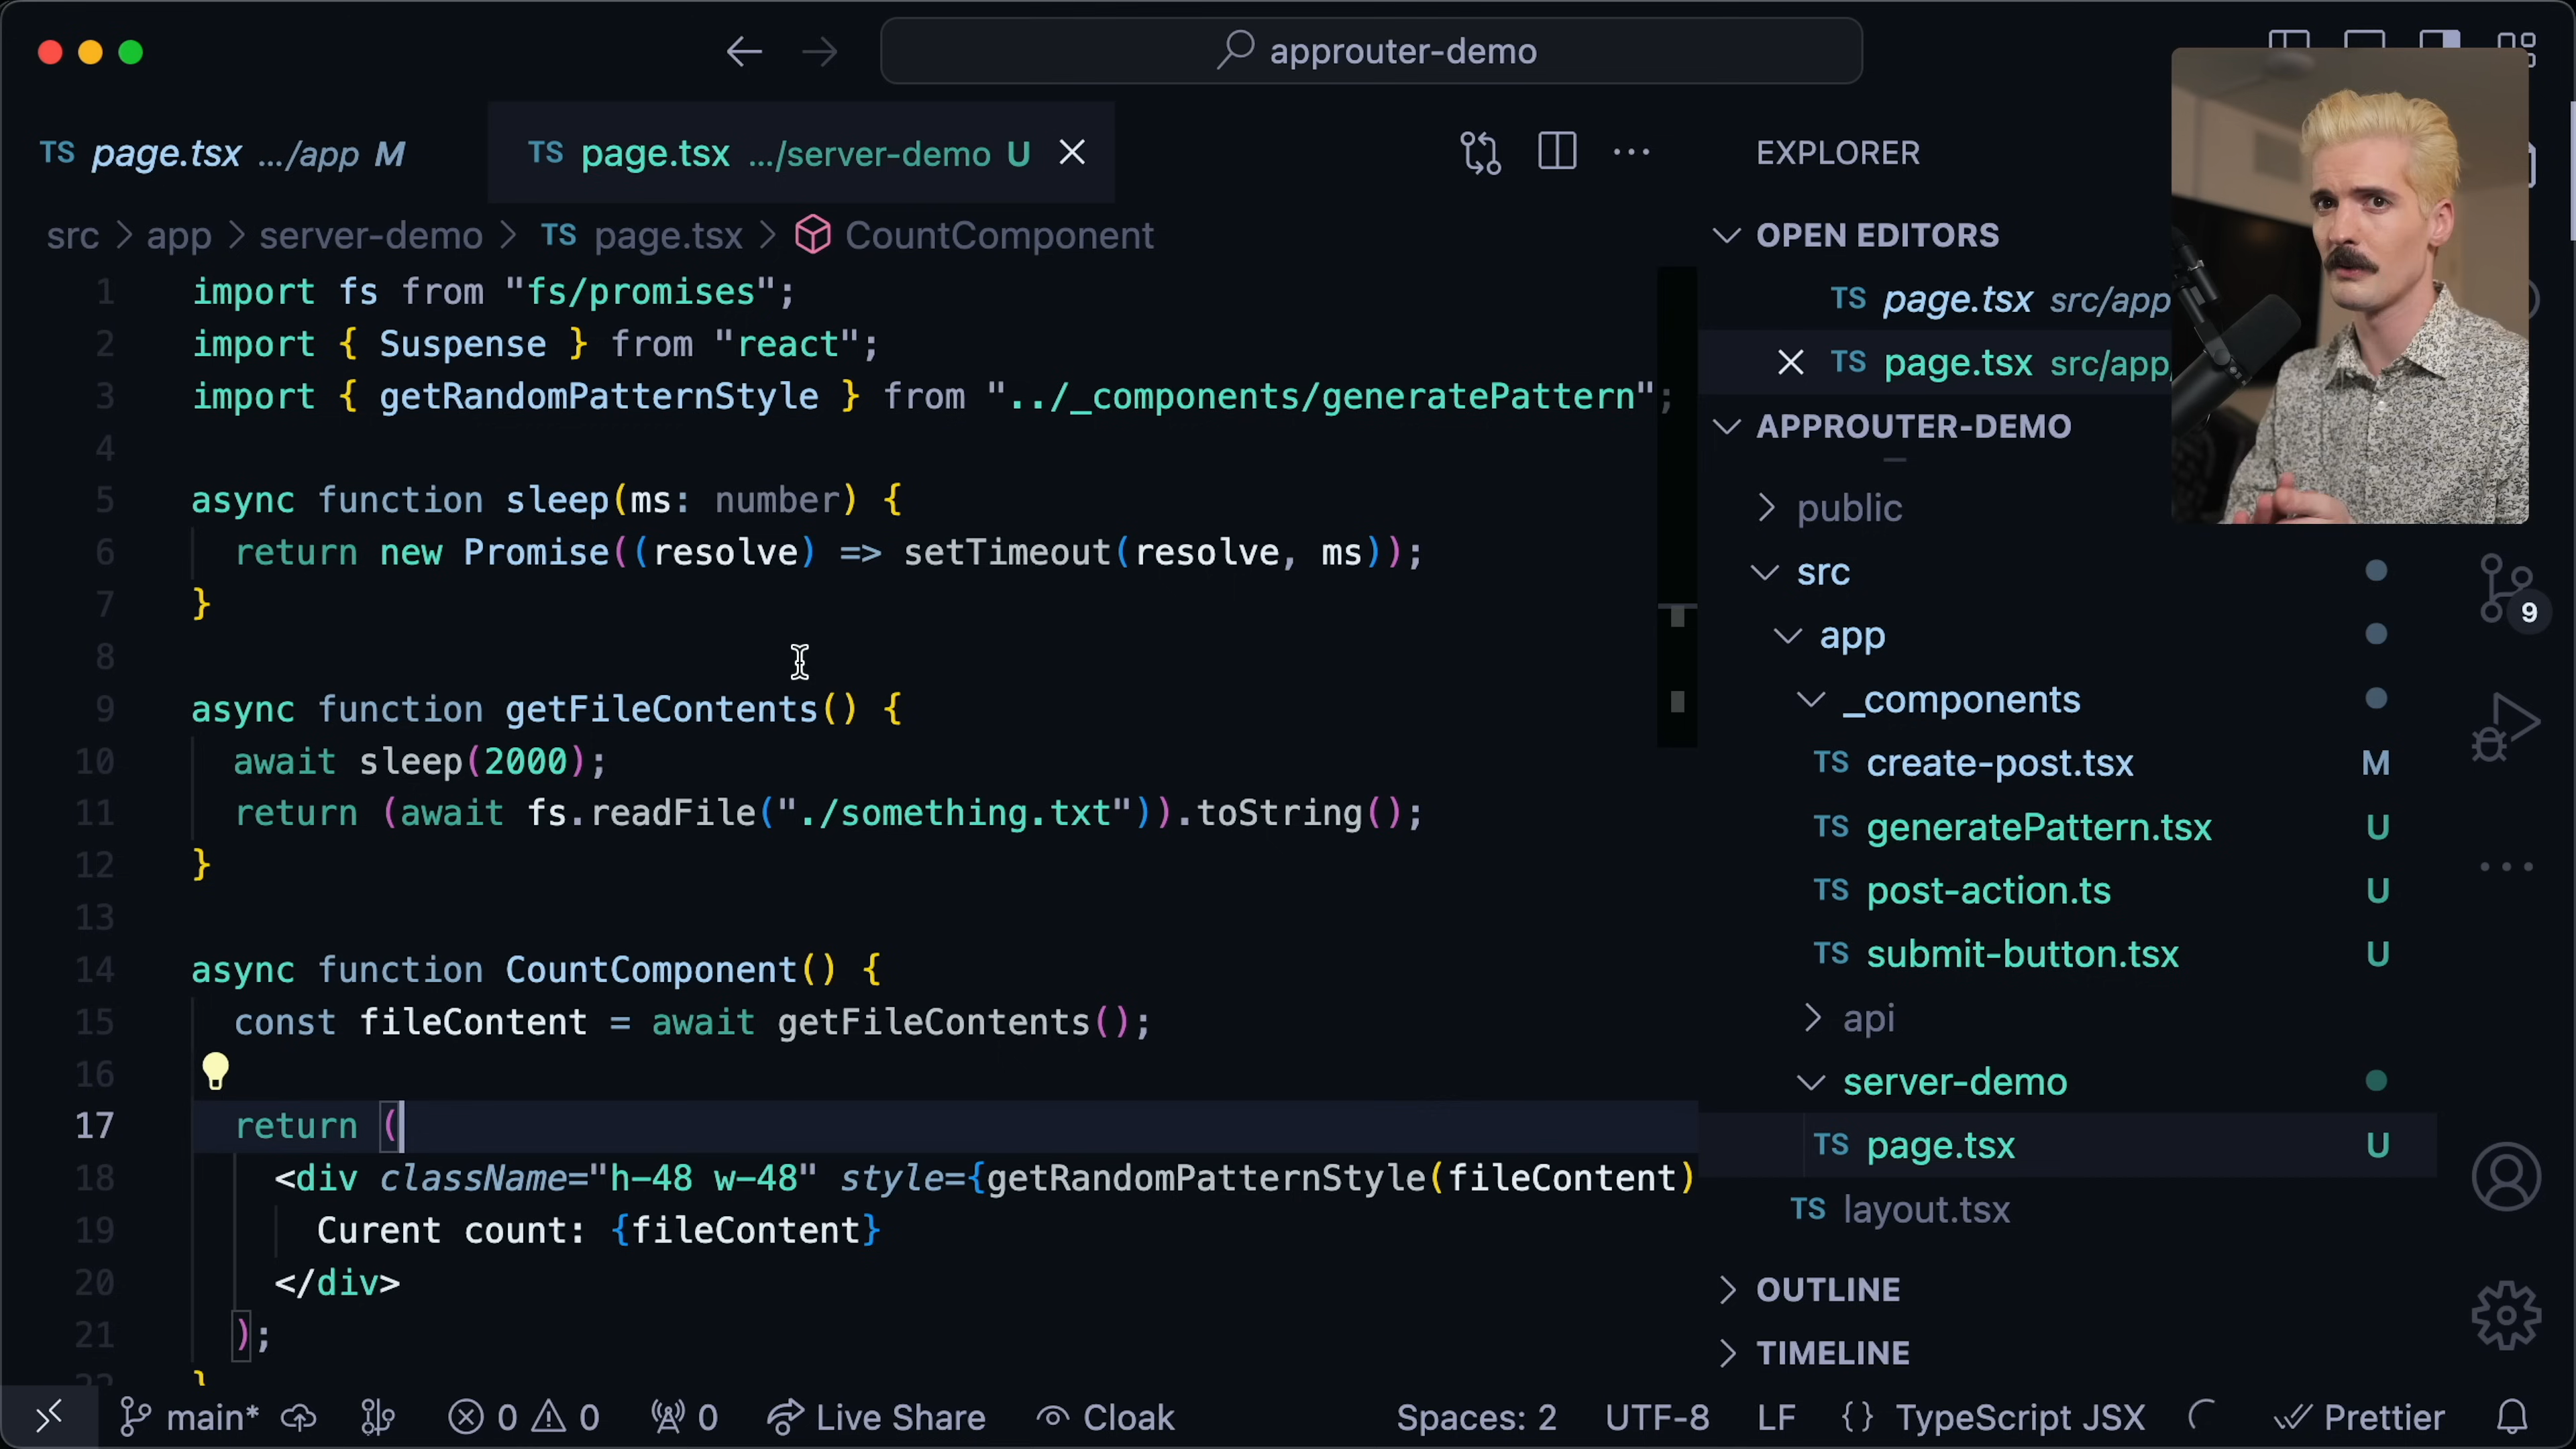 approuter-demo
TS page.tsx .../app M
TS page.tsx .../server-demo U
src > app > server-demo > TS page.tsx > CountComponent
1 import fs from "fs/promises";
2 import { Suspense } from "react";
3 import { getRandomPatternStyle } from "../_components/generatePattern";
4
5 async function sleep(ms: number) {
6 return new Promise((resolve) => setTimeout(resolve, ms));
7 }
8
9 async function getFileContents() {
10 await sleep(2000);
11 return (await fs.readFile("./something.txt")).toString();
12 }
13
14 async function CountComponent() {
15 const fileContent = await getFileContents();
16
17 return (
18 <div className="h-48 w-48" style={getRandomPatternStyle(fileContent)
19 Curent count: {fileContent}
20 </div>
21 );
22 }
EXPLORER
OPEN EDITORS
TS page.tsx src/app
TS page.tsx src/app/
APPROUTER-DEMO
public
src
app
_components
TS create-post.tsx M
TS generatePattern.tsx U
TS post-action.ts U
TS submit-button.tsx U
api
server-demo
TS page.tsx U
TS layout.tsx
OUTLINE
TIMELINE
9
main* 0 0 0 Live Share Cloak Spaces: 2 UTF-8 LF {} TypeScript JSX Prettier